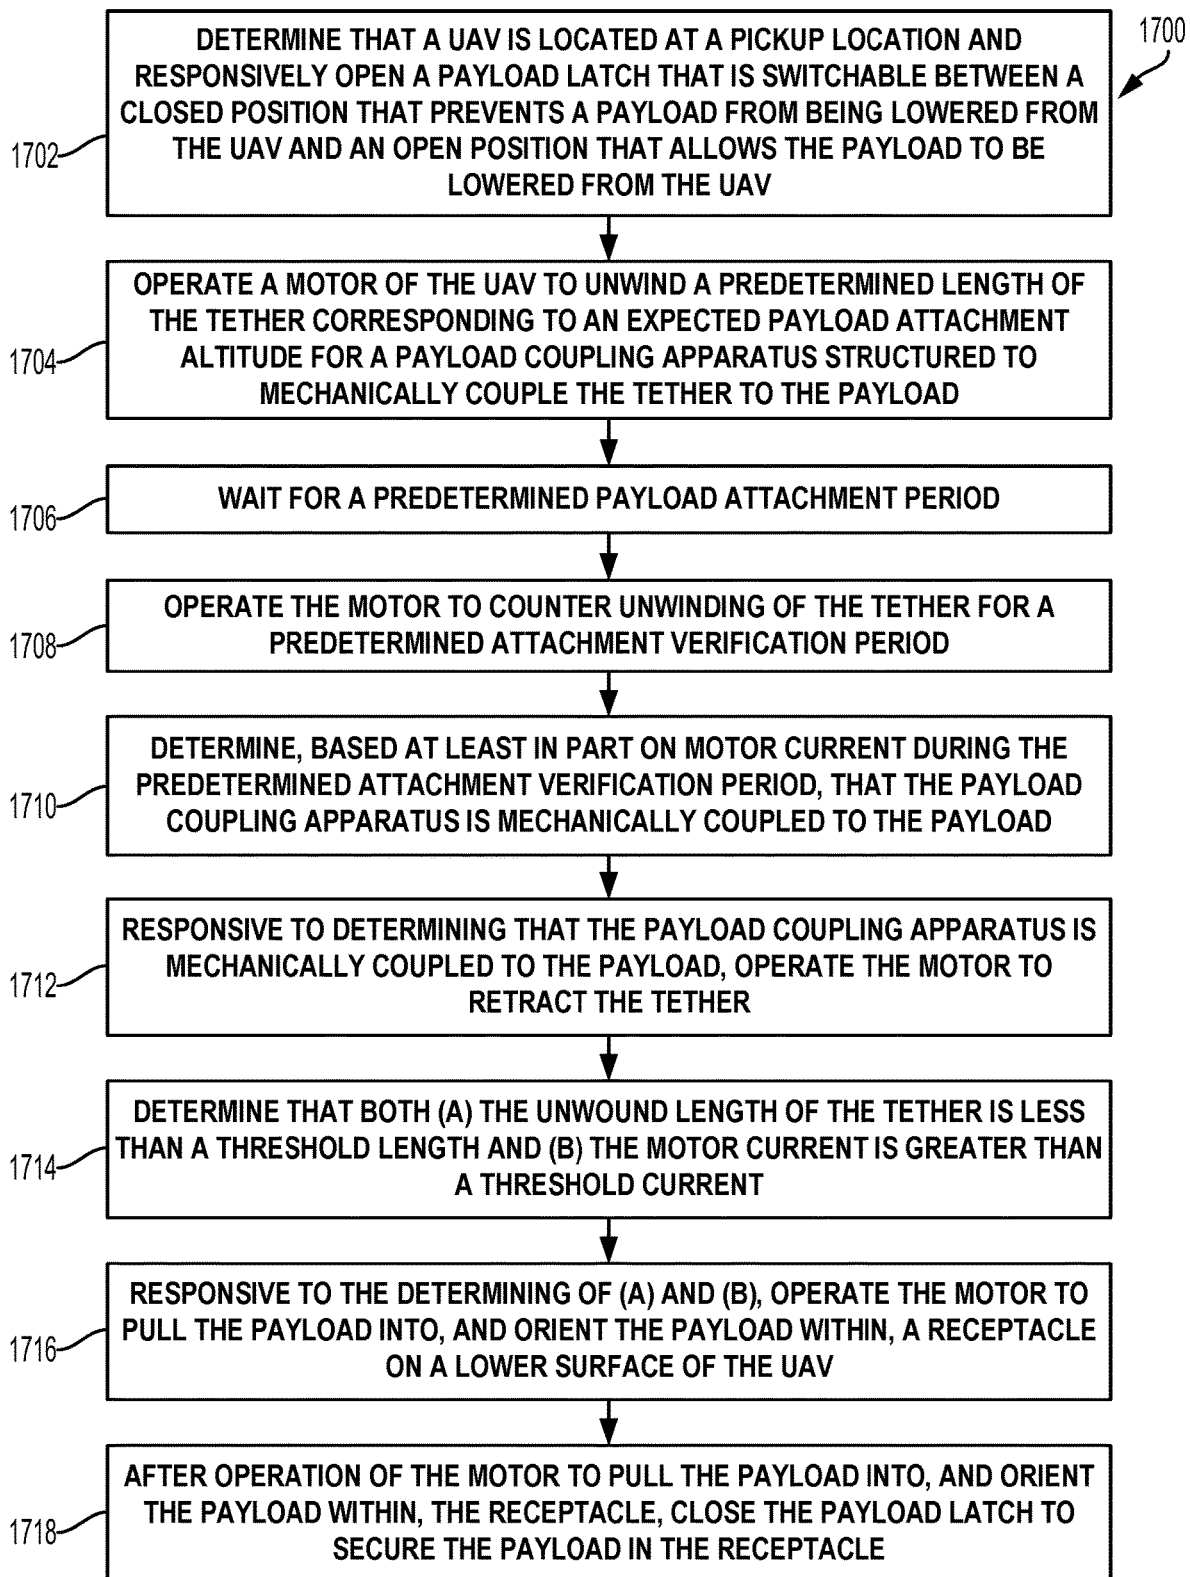 1700
DETERMINE THAT A UAV IS LOCATED AT A PICKUP LOCATION AND
RESPONSIVELY OPEN A PAYLOAD LATCH THAT IS SWITCHABLE BETWEEN A
CLOSED POSITION THAT PREVENTS A PAYLOAD FROM BEING LOWERED FROM
THE UAV AND AN OPEN POSITION THAT ALLOWS THE PAYLOAD TO BE
LOWERED FROM THE UAV
1702
OPERATE A MOTOR OF THE UAV TO UNWIND A PREDETERMINED LENGTH OF
THE TETHER CORRESPONDING TO AN EXPECTED PAYLOAD ATTACHMENT
ALTITUDE FOR A PAYLOAD COUPLING APPARATUS STRUCTURED TO
MECHANICALLY COUPLE THE TETHER TO THE PAYLOAD
1704
WAIT FOR A PREDETERMINED PAYLOAD ATTACHMENT PERIOD
1706
OPERATE THE MOTOR TO COUNTER UNWINDING OF THE TETHER FOR A
PREDETERMINED ATTACHMENT VERIFICATION PERIOD
1708
DETERMINE, BASED AT LEAST IN PART ON MOTOR CURRENT DURING THE
PREDETERMINED ATTACHMENT VERIFICATION PERIOD, THAT THE PAYLOAD
COUPLING APPARATUS IS MECHANICALLY COUPLED TO THE PAYLOAD
1710
RESPONSIVE TO DETERMINING THAT THE PAYLOAD COUPLING APPARATUS IS
MECHANICALLY COUPLED TO THE PAYLOAD, OPERATE THE MOTOR TO
RETRACT THE TETHER
1712
DETERMINE THAT BOTH (A) THE UNWOUND LENGTH OF THE TETHER IS LESS
THAN A THRESHOLD LENGTH AND (B) THE MOTOR CURRENT IS GREATER THAN
A THRESHOLD CURRENT
1714
RESPONSIVE TO THE DETERMINING OF (A) AND (B), OPERATE THE MOTOR TO
PULL THE PAYLOAD INTO, AND ORIENT THE PAYLOAD WITHIN, A RECEPTACLE
ON A LOWER SURFACE OF THE UAV
1716
AFTER OPERATION OF THE MOTOR TO PULL THE PAYLOAD INTO, AND ORIENT
THE PAYLOAD WITHIN, THE RECEPTACLE, CLOSE THE PAYLOAD LATCH TO
SECURE THE PAYLOAD IN THE RECEPTACLE
1718